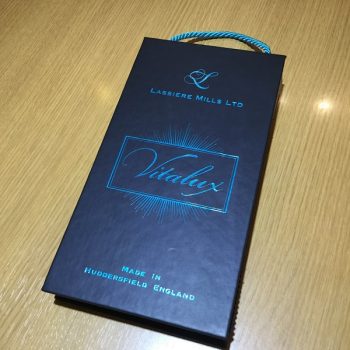 L
Lassiere Mills Ltd
Vitalux
Made in
Huddersfield England